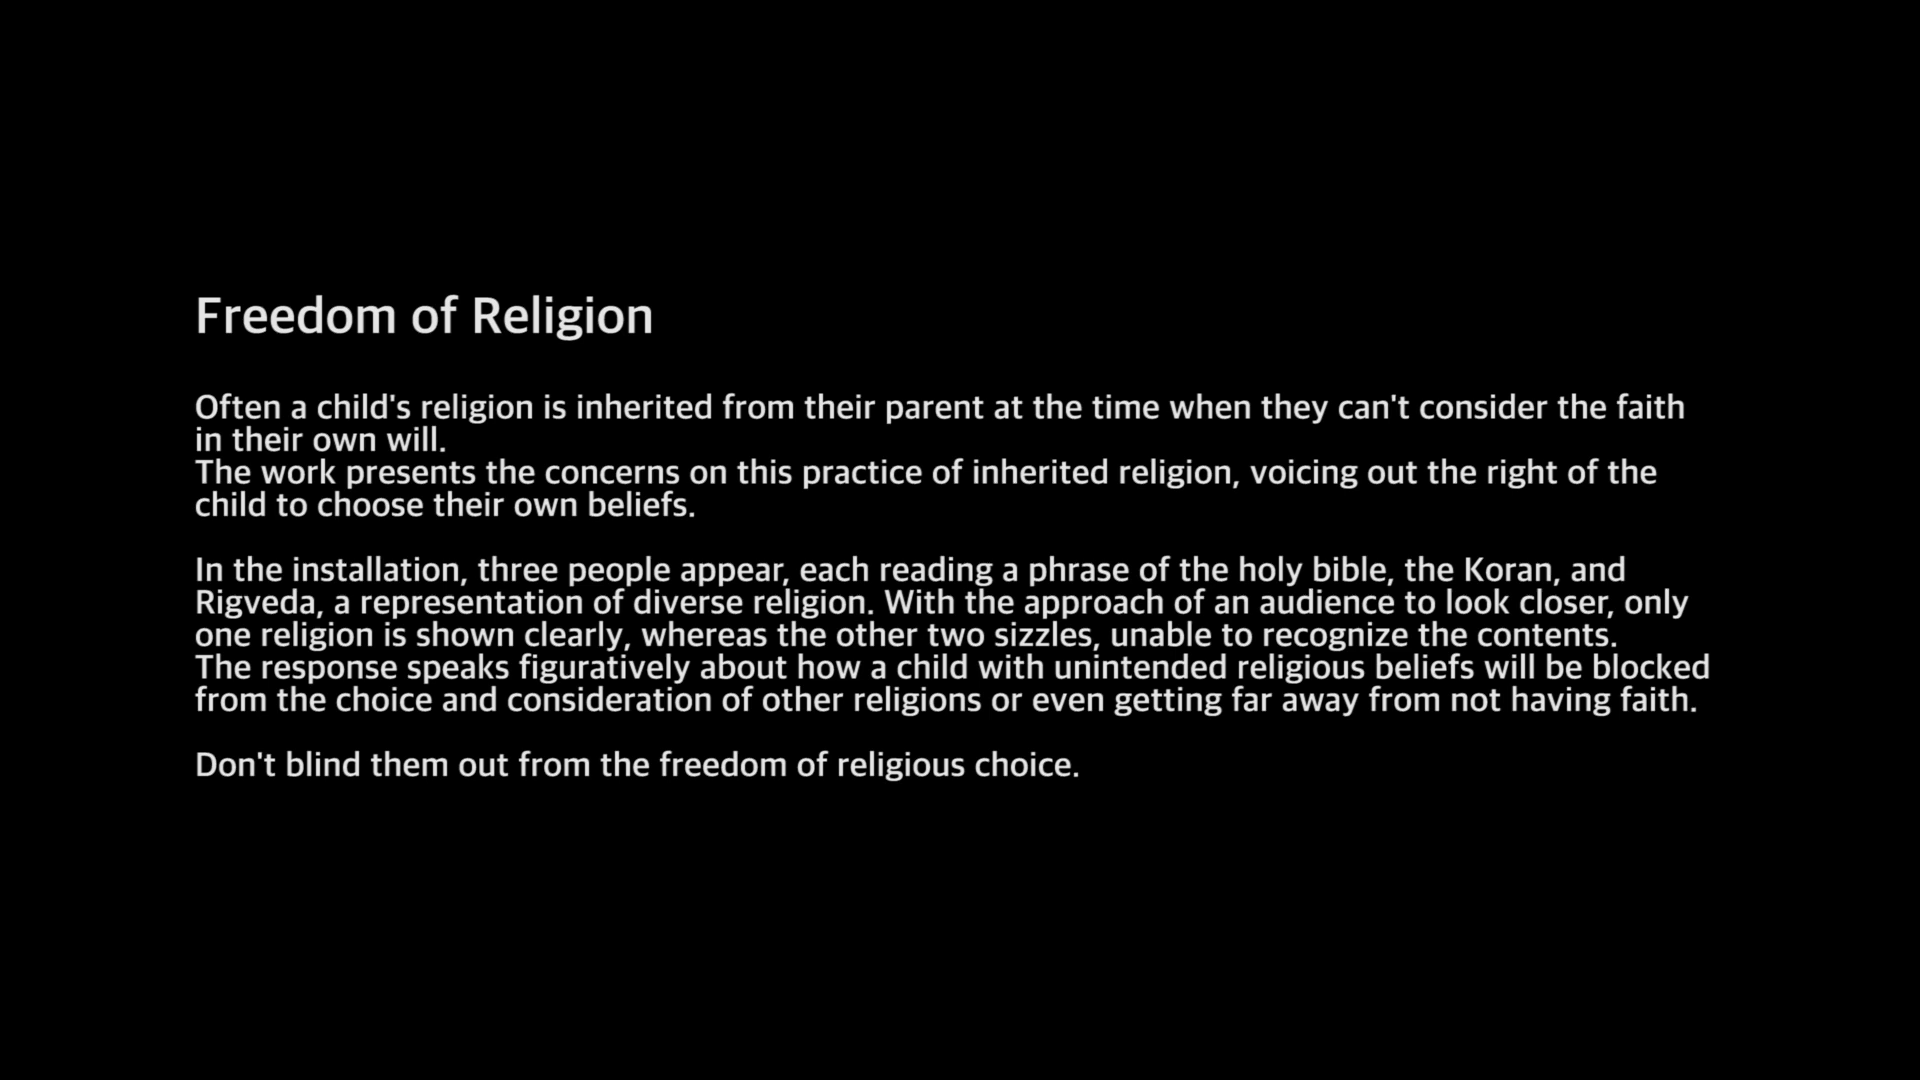 Freedom of Religion
Often a child's religion is inherited from their parent at the time when they can't consider the faith
in their own will.
The work presents the concerns on this practice of inherited religion, voicing out the right of the
child to choose their own beliefs.
In the installation, three people appear, each reading a phrase of the holy bible, the Koran, and
Rigveda, a representation of diverse religion. With the approach of an audience to look closer, only
one religion is shown clearly, whereas the other two sizzles, unable to recognize the contents.
The response speaks figuratively about how a child with unintended religious beliefs will be blocked
from the choice and consideration of other religions or even getting far away from not having faith.
Don't blind them out from the freedom of religious choice.